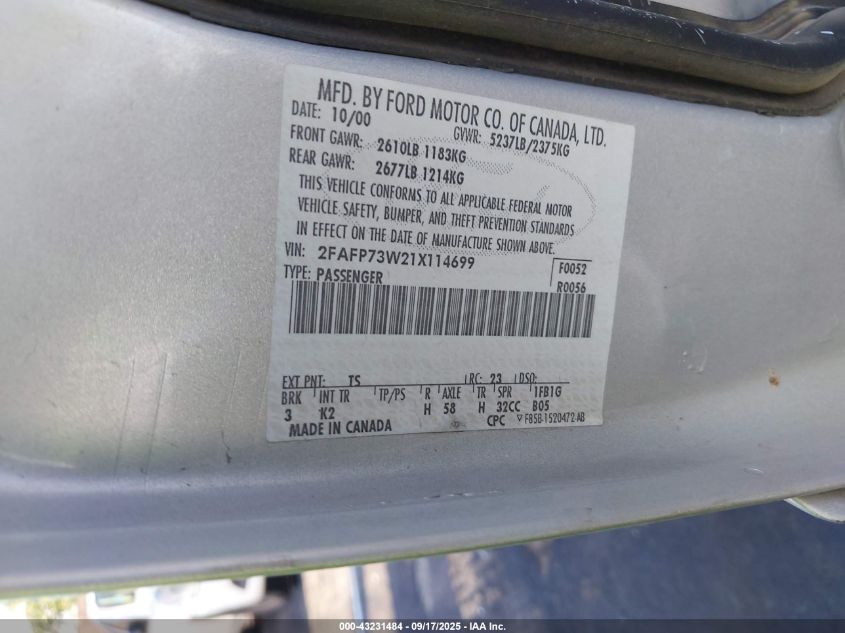 MFD. BY FORD MOTOR CO. OF CANADA, LTD.
DATE: 10/00 GVWR: 5237LB/2375KG
FRONT GAWR: 2610LB 1183KG
REAR GAWR: 2677LB 1214KG
THIS VEHICLE CONFORMS TO ALL APPLICABLE FEDERAL MOTOR
VEHICLE SAFETY, BUMPER, AND THEFT PREVENTION STANDARDS
IN EFFECT ON THE DATE OF MANUFACTURE SHOWN ABOVE.
VIN: 2FAFP73W21X114699 F0052
TYPE: PASSENGER R0056
EXT PNT: TS RC: 23 DSO:
BRK INT TR TP/PS R AXLE TR SPR 1FB1G
3 K2 H 58 H 32CC B05
MADE IN CANADA CPC F85B-1520472-AB
000-43231484 09/17/2025 IAA Inc.